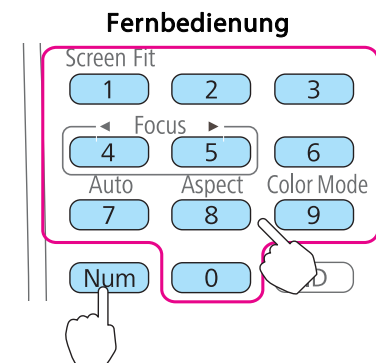 Fernbedienung
Screen Fit
1 2 3
◄ Focus ►
4 5 6
Auto Aspect Color Mode
7 8 9
Num 0